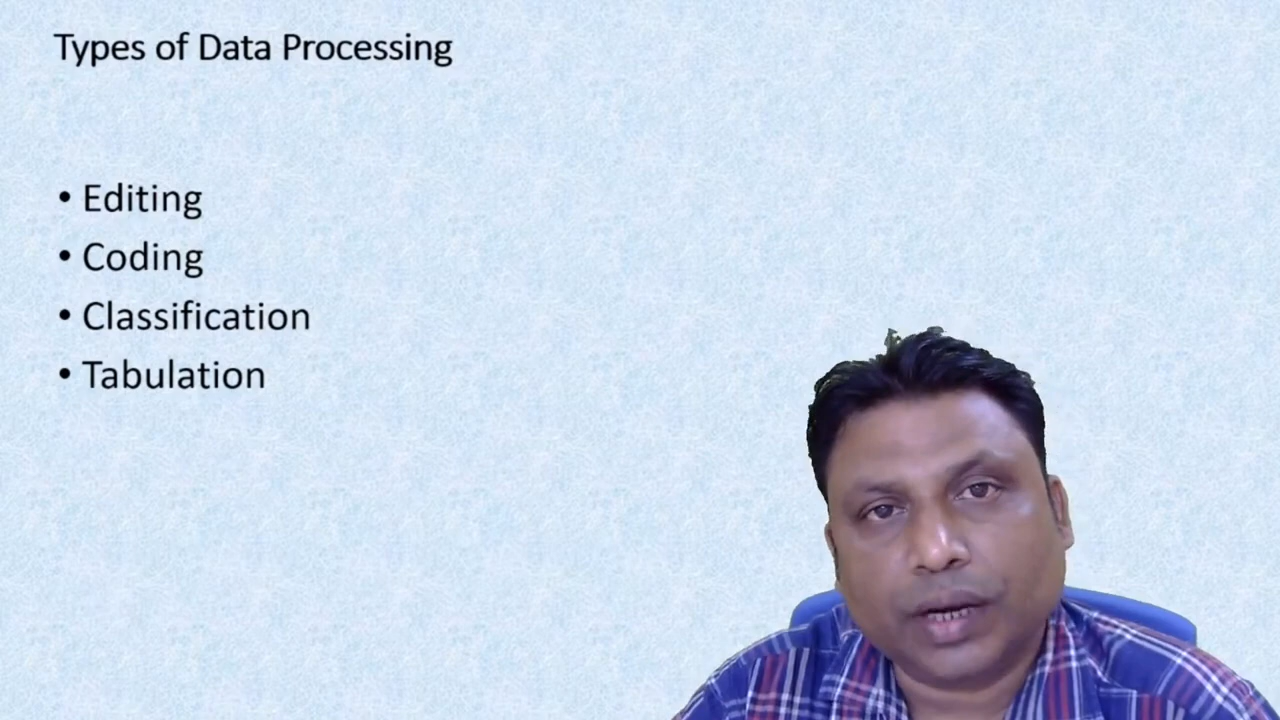 Types of Data Processing
• Editing
• Coding
• Classification
• Tabulation